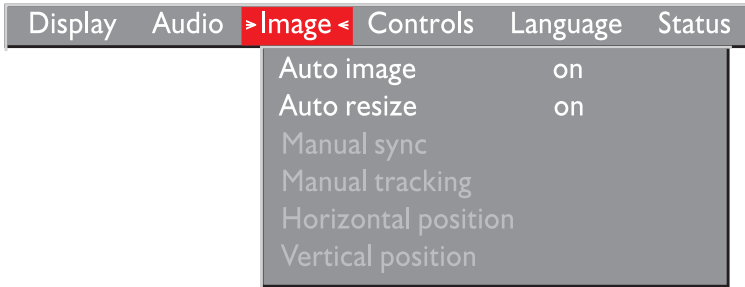 Display Audio >Image< Controls Language Status
Auto image on
Auto resize on
Manual sync
Manual tracking
Horizontal position
Vertical position